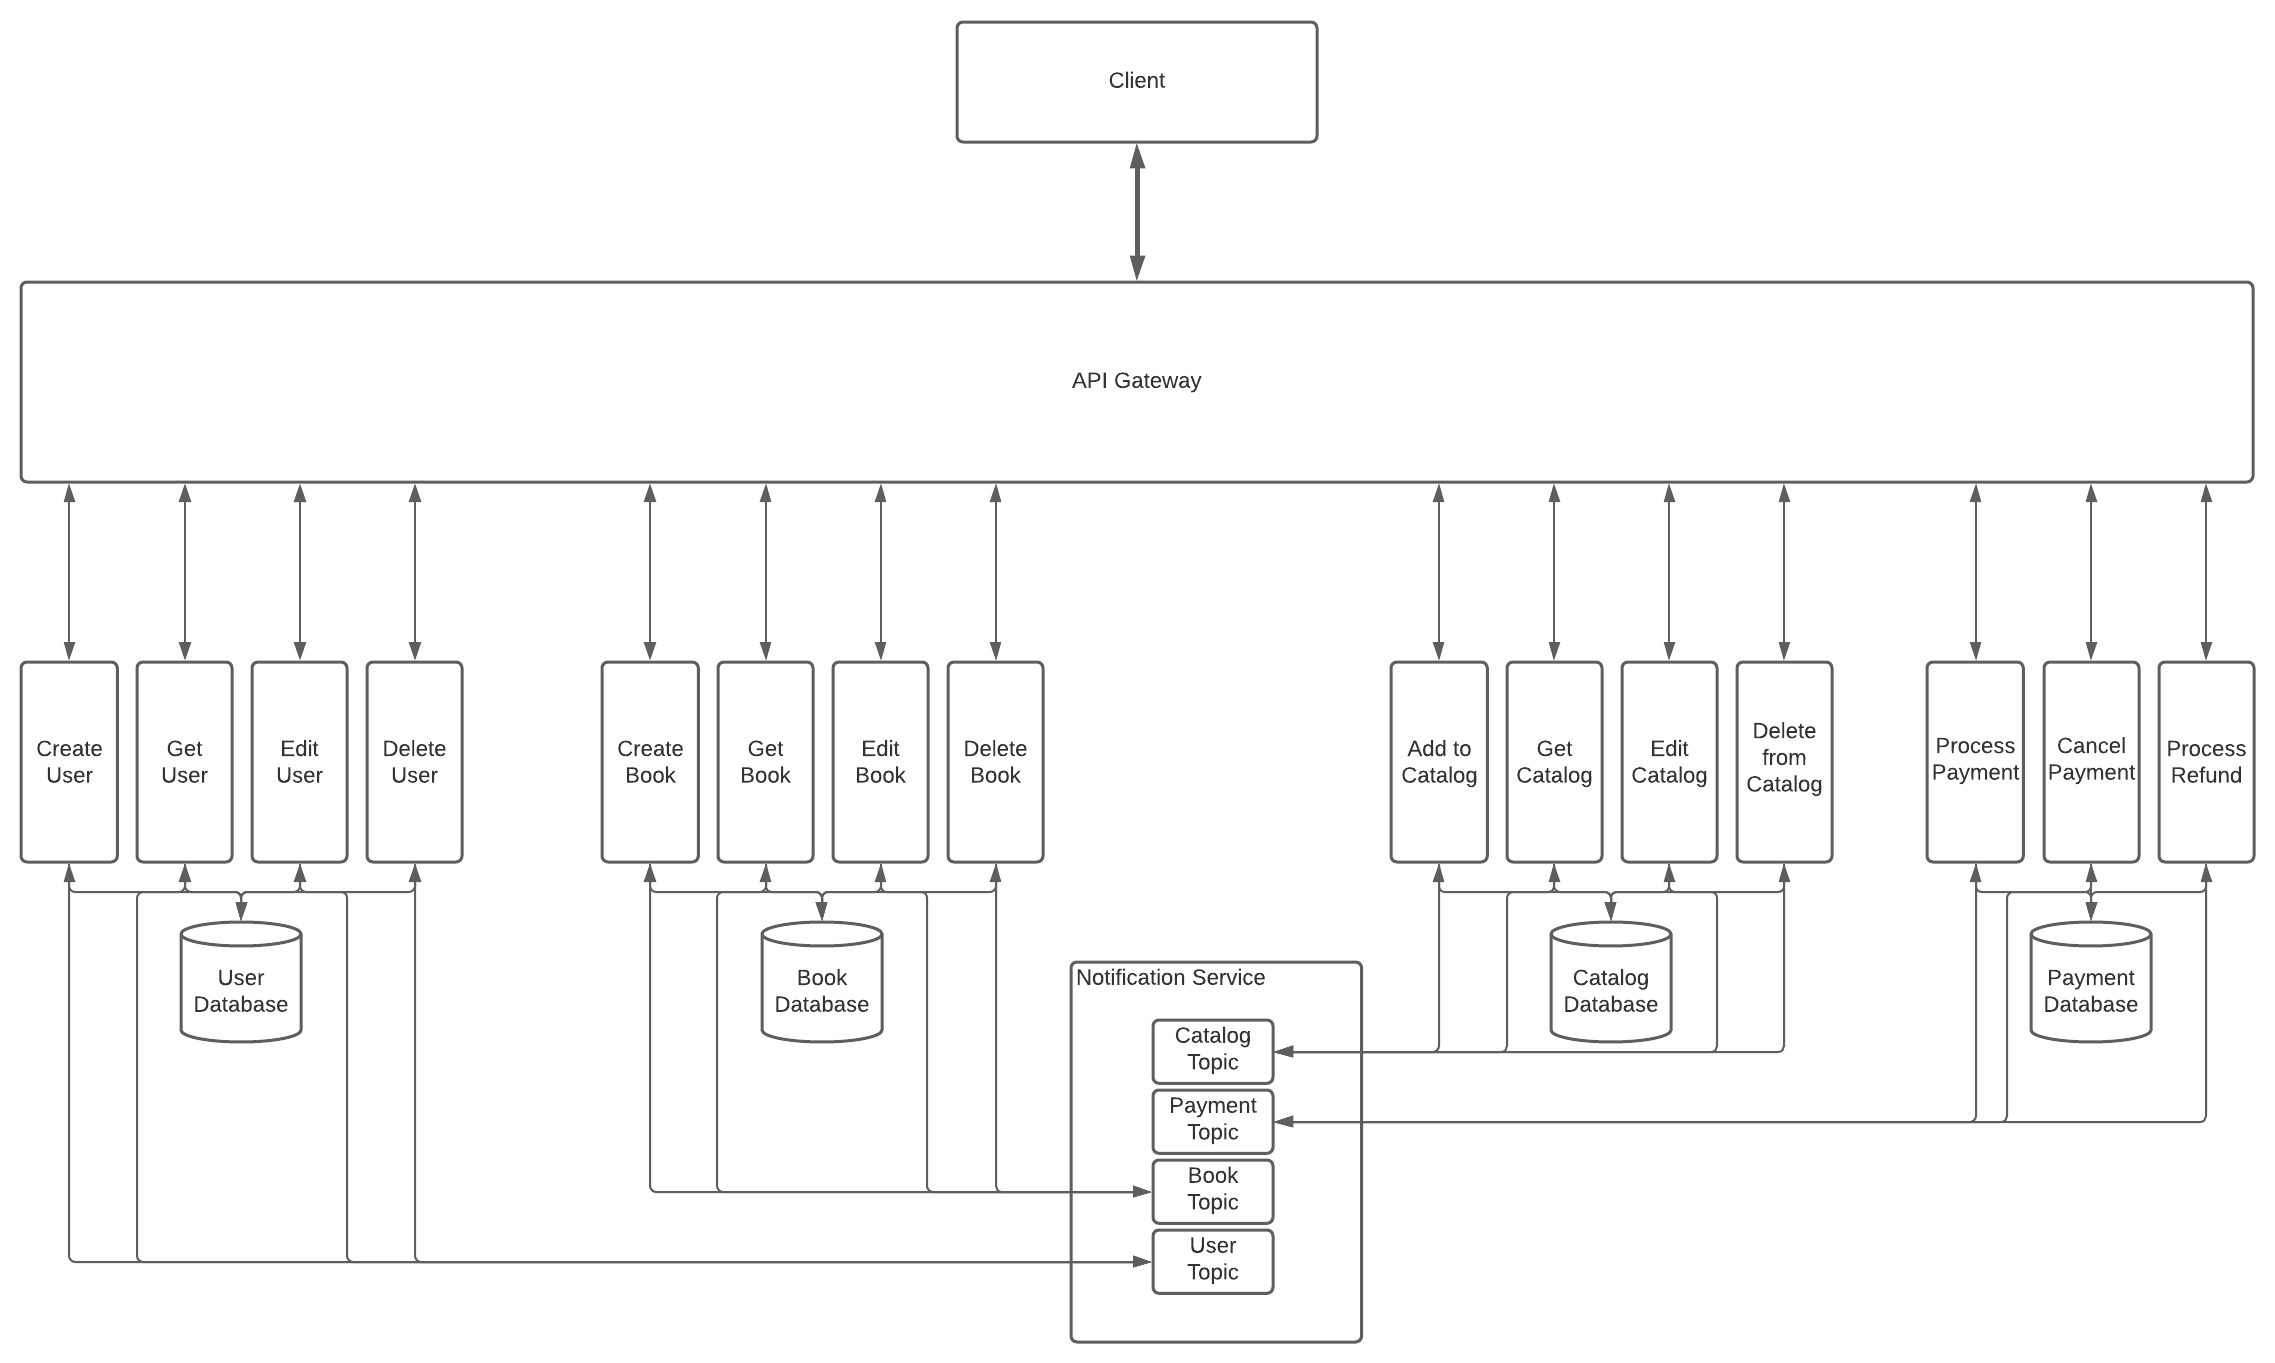 Client
API Gateway
Create
User
Get
User
Edit
User
Delete
User
Create
Book
Get
Book
Edit
Book
Delete
Book
Add to
Catalog
Get
Catalog
Edit
Catalog
Delete
from
Catalog
Process
Payment
Cancel
Payment
Process
Refund
User
Database
Book
Database
Notification Service
Catalog
Topic
Payment
Topic
Book
Topic
User
Topic
Catalog
Database
Payment
Database